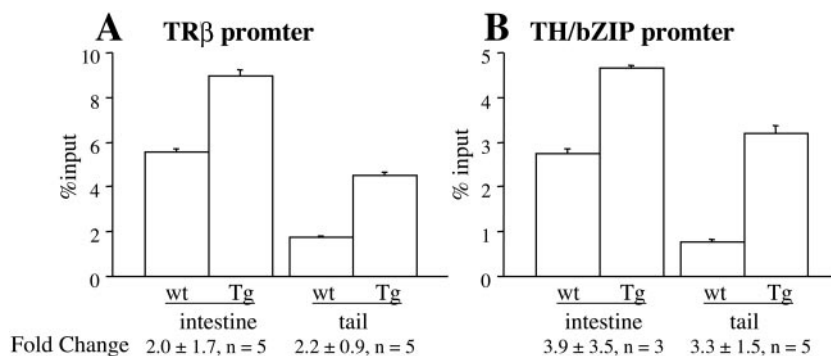 A TRβ promter
10
8
6
4
2
0
%input
wt Tg wt Tg
intestine tail
Fold Change 2.0 ± 1.7, n = 5 2.2 ± 0.9, n = 5
B TH/bZIP promter
5
4
3
2
1
0
% input
wt Tg wt Tg
intestine tail
3.9 ± 3.5, n = 3 3.3 ± 1.5, n = 5